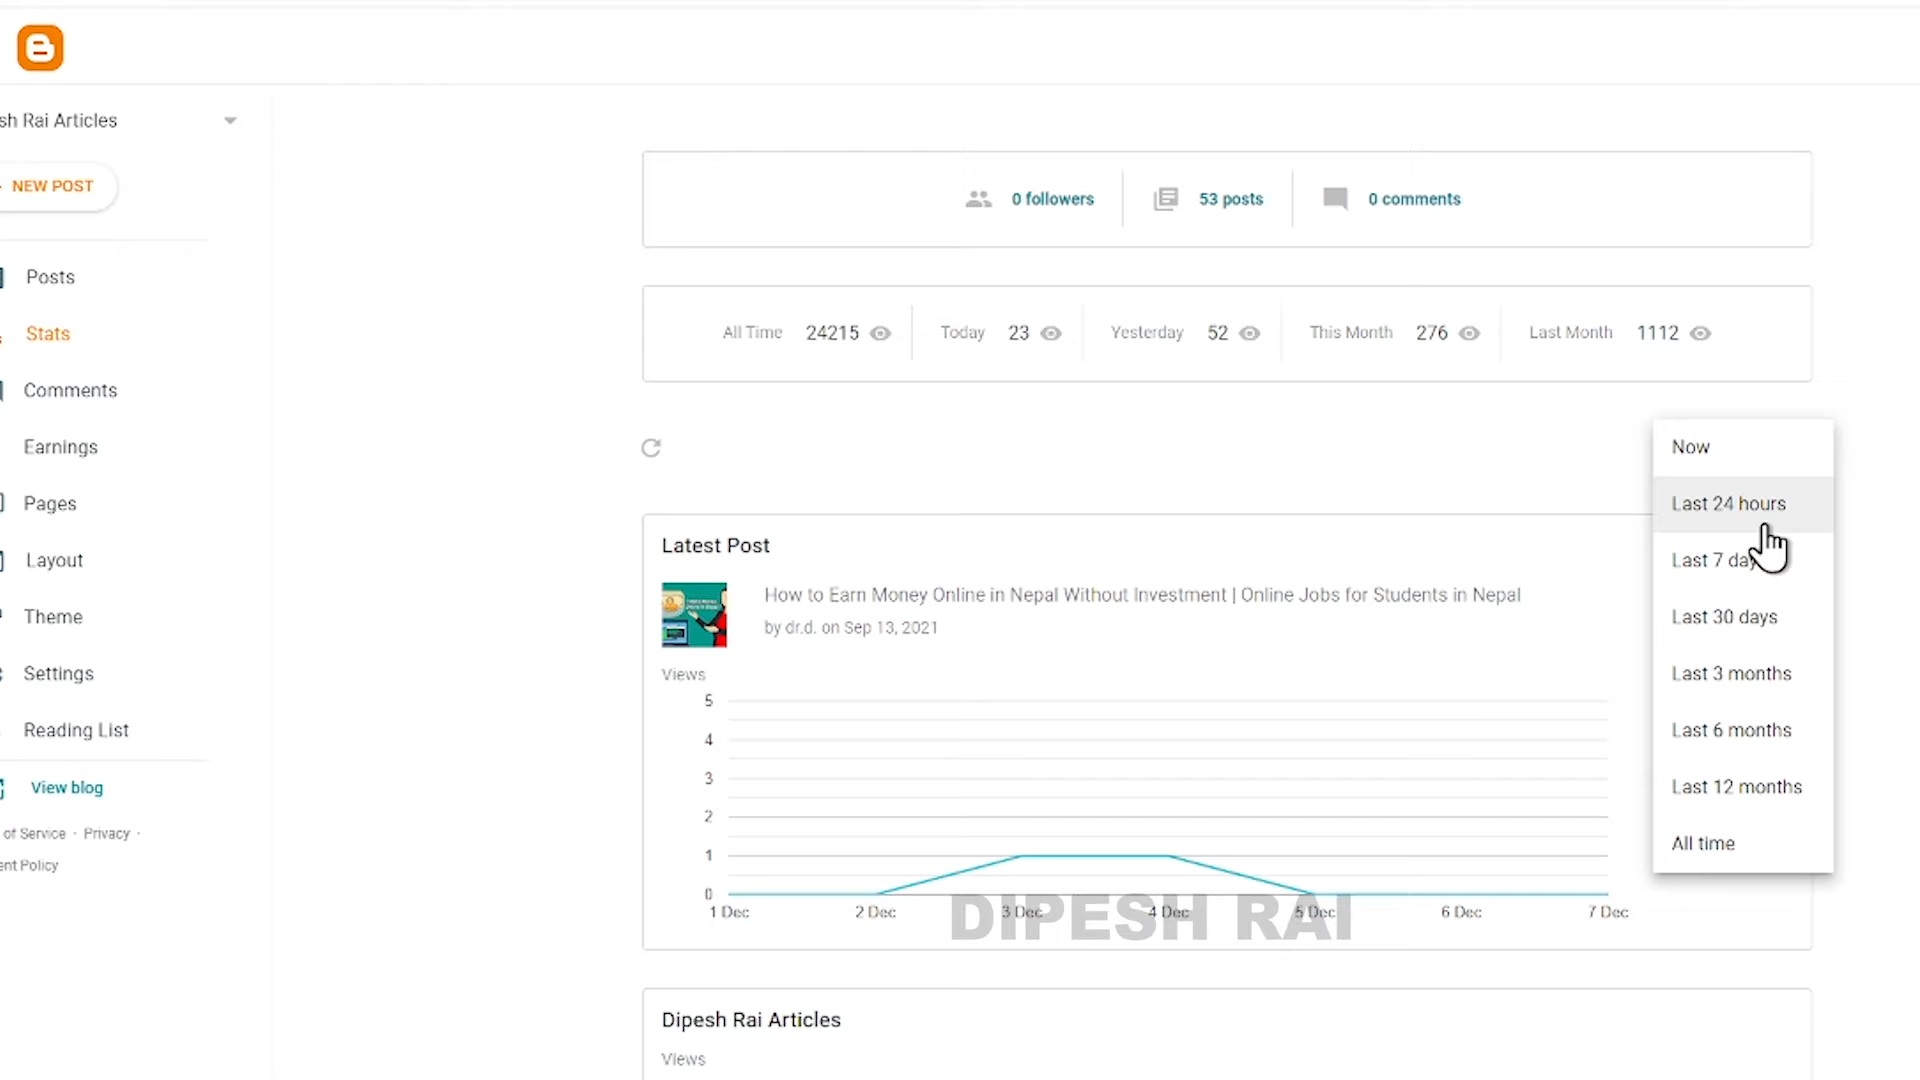 sh Rai Articles
NEW POST
Posts
Stats
Comments
Earnings
Pages
Layout
Theme
Settings
Reading List
View blog
of Service · Privacy ·
ent Policy
0 followers
53 posts
0 comments
All Time 24215
Today 23
Yesterday 52
This Month 276
Last Month 1112
Now
Last 24 hours
Last 7 day
Last 30 days
Last 3 months
Last 6 months
Last 12 months
All time
Latest Post
How to Earn Money Online in Nepal Without Investment | Online Jobs for Students in Nepal
by dr.d. on Sep 13, 2021
Views
5
4
3
2
1
0
1 Dec 2 Dec 3 Dec 4 Dec 5 Dec 6 Dec 7 Dec
DIPESH RAI
Dipesh Rai Articles
Views